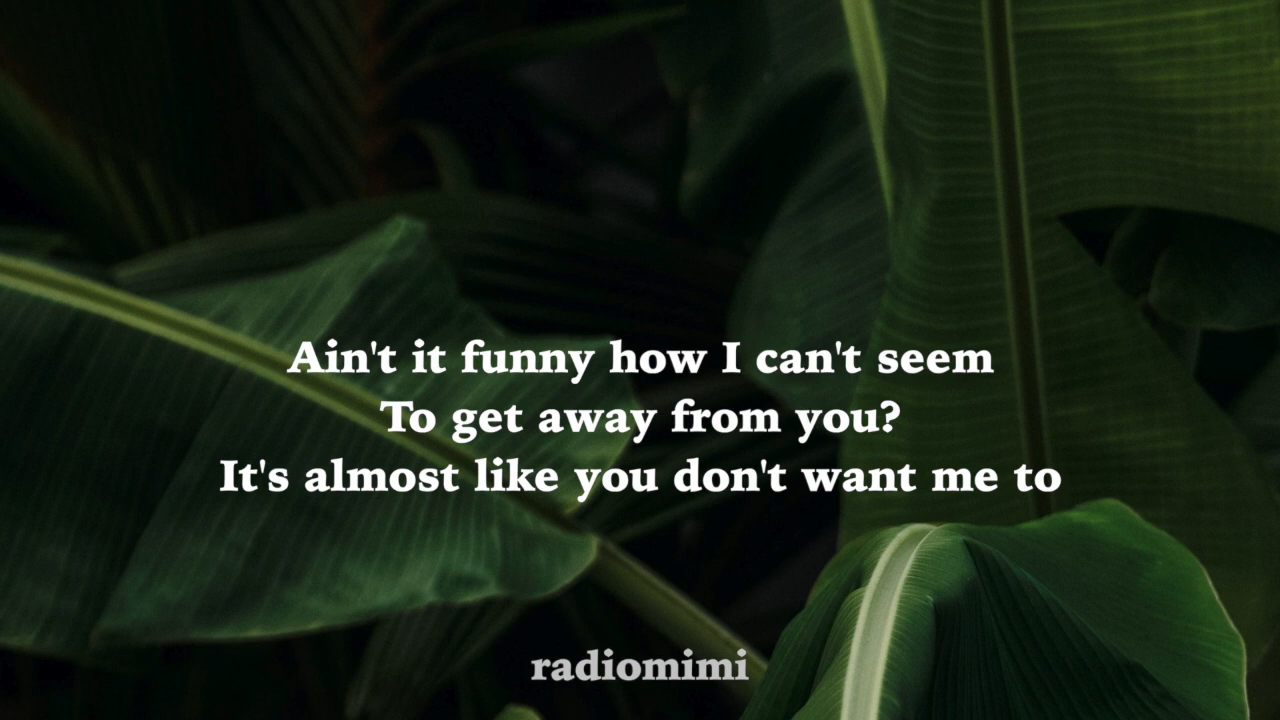 Ain't it funny how I can't seem
To get away from you?
It's almost like you don't want me to
radiomimi